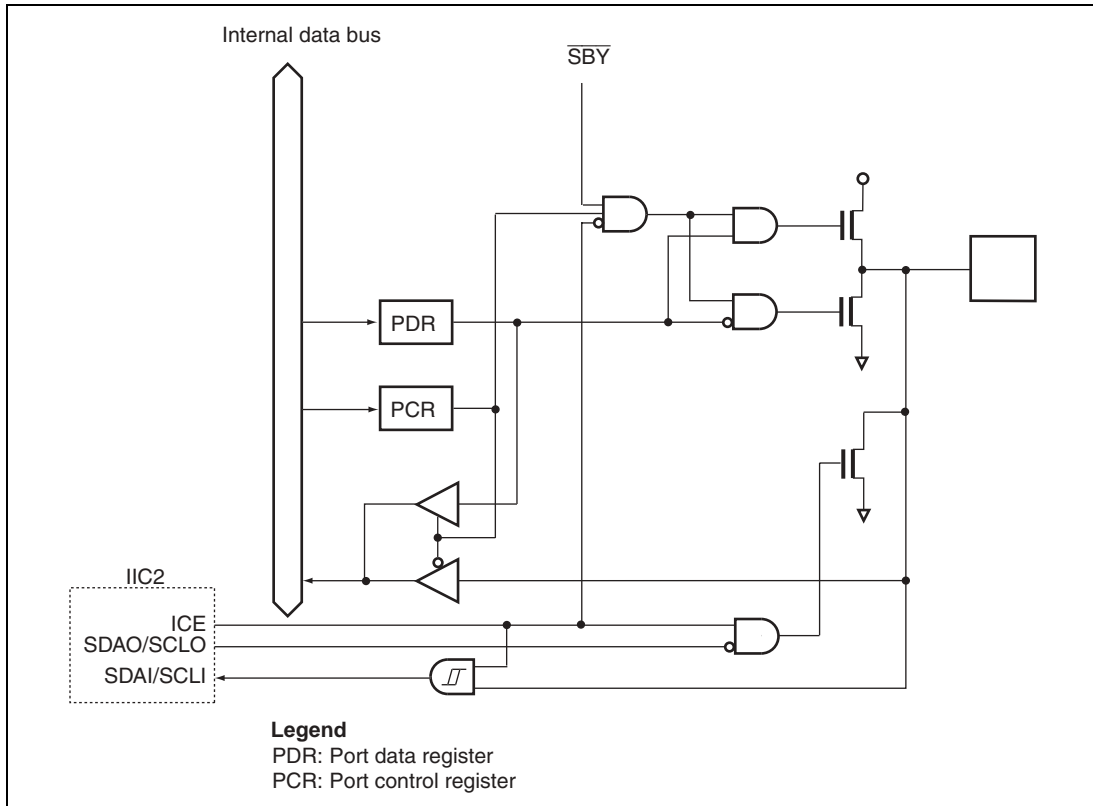 Internal data bus
SBY
PDR
PCR
IIC2
ICE
SDAO/SCLO
SDAI/SCLI
Legend
PDR: Port data register
PCR: Port control register